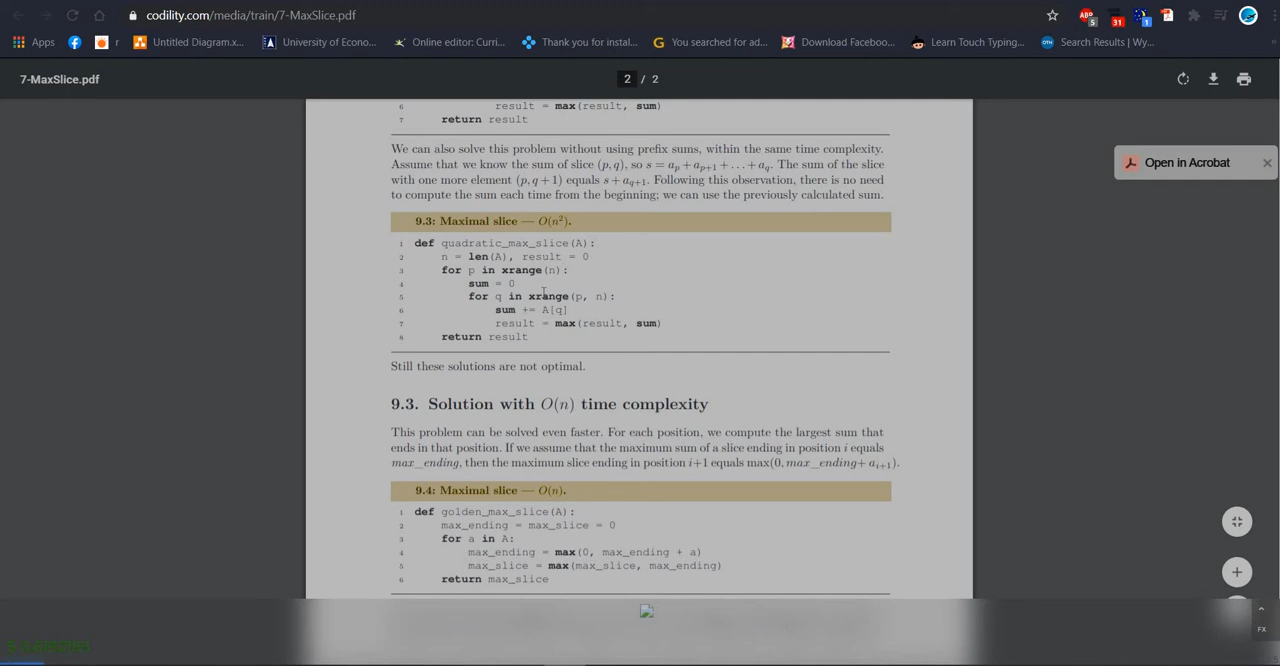 codility.com/media/train/7-MaxSlice.pdf
5
31
1
Apps
r
Untitled Diagram.x...
University of Econo...
Online editor: Curri...
Thank you for instal...
You searched for ad...
Download Faceboo...
Learn Touch Typing...
Search Results | Wy...
7-MaxSlice.pdf
2 / 2
Open in Acrobat
6 result = max(result, sum)
7 return result
We can also solve this problem without using prefix sums, within the same time complexity.
Assume that we know the sum of slice (p, q), so s = a_p + a_{p+1} + … + a_q. The sum of the slice
with one more element (p, q + 1) equals s + a_{q+1}. Following this observation, there is no need
to compute the sum each time from the beginning; we can use the previously calculated sum.
9.3: Maximal slice — O(n²).
1 def quadratic_max_slice(A):
2 n = len(A), result = 0
3 for p in xrange(n):
4 sum = 0
5 for q in xrange(p, n):
6 sum += A[q]
7 result = max(result, sum)
8 return result
Still these solutions are not optimal.
9.3. Solution with O(n) time complexity
This problem can be solved even faster. For each position, we compute the largest sum that
ends in that position. If we assume that the maximum sum of a slice ending in position i equals
max_ending, then the maximum slice ending in position i+1 equals max(0, max_ending+ a_{i+1}).
9.4: Maximal slice — O(n).
1 def golden_max_slice(A):
2 max_ending = max_slice = 0
3 for a in A:
4 max_ending = max(0, max_ending + a)
5 max_slice = max(max_slice, max_ending)
6 return max_slice
FX